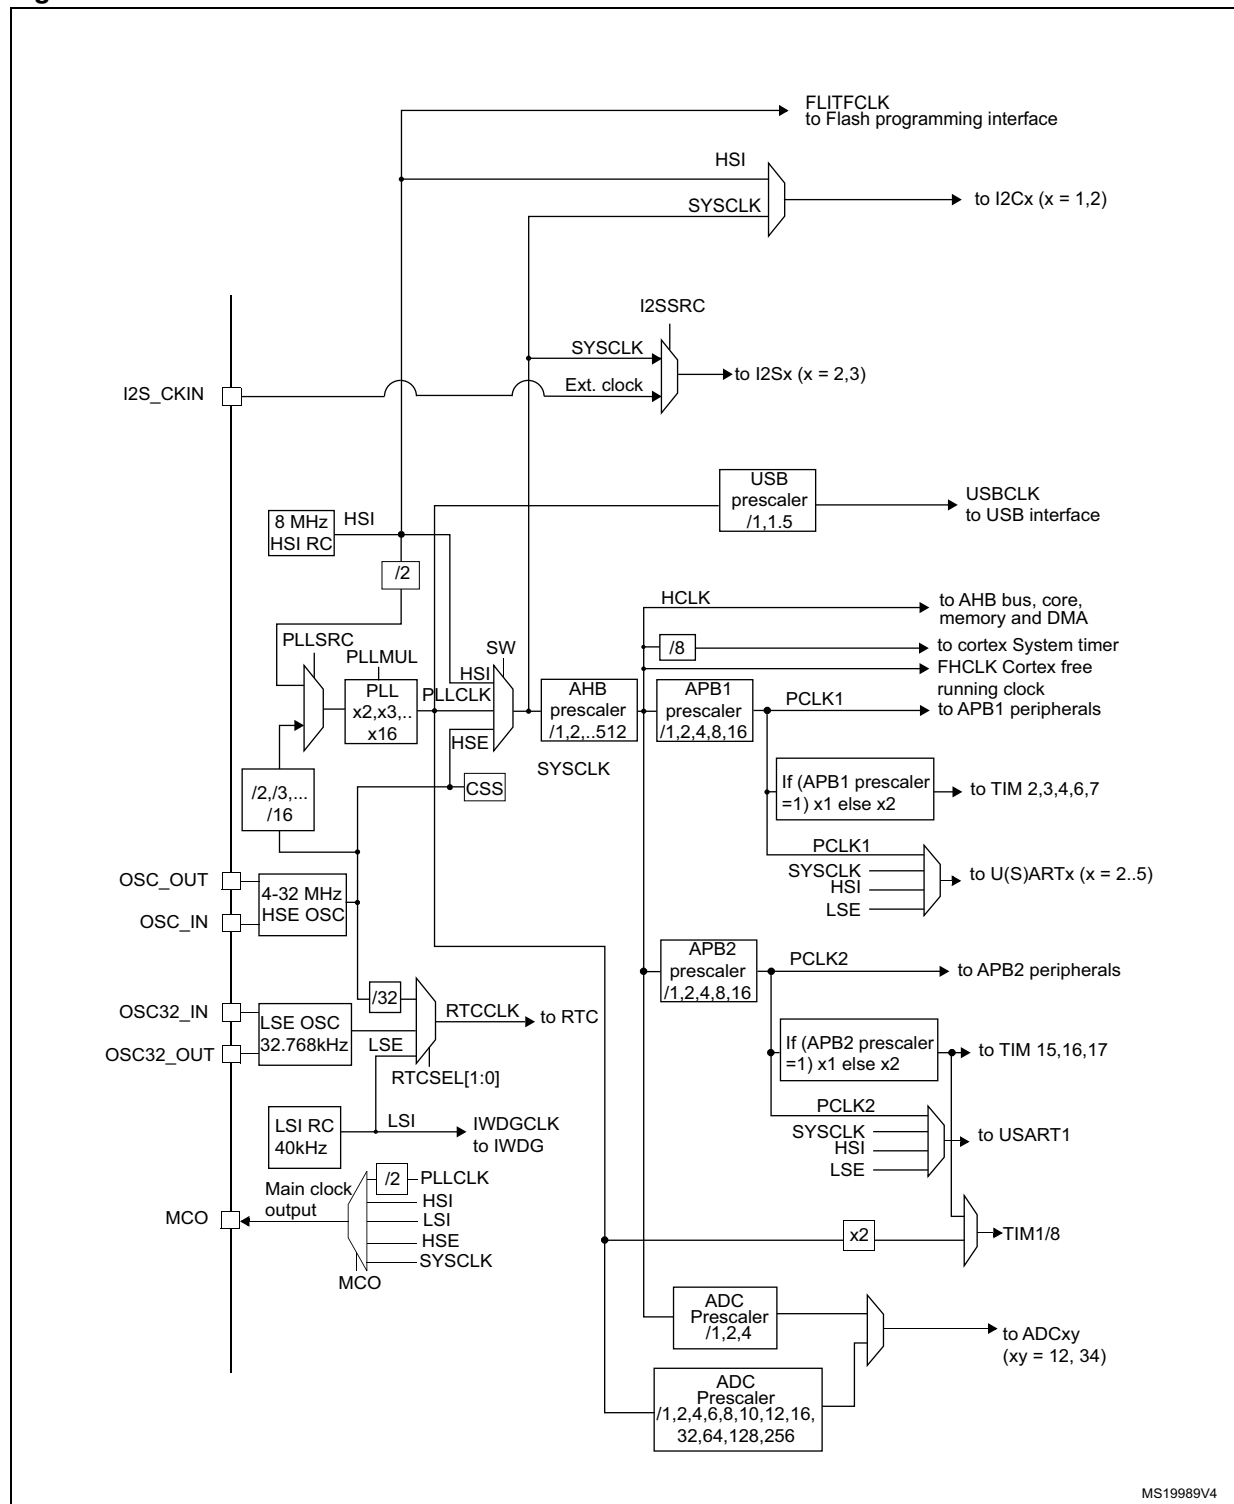 FLITFCLK
to Flash programming interface
HSI
SYSCLK
to I2Cx (x = 1,2)
I2SSRC
SYSCLK
to I2Sx (x = 2,3)
Ext. clock
I2S_CKIN
USB
prescaler
/1,1.5
USBCLK
to USB interface
8 MHz
HSI RC
HSI
/2
HCLK
to AHB bus, core,
memory and DMA
/8
to cortex System timer
FHCLK Cortex free
running clock
PLLSRC
PLLMUL
PLL
x2,x3,..
x16
SW
HSI
PLLCLK
HSE
AHB
prescaler
/1,2,..512
APB1
prescaler
/1,2,4,8,16
PCLK1
to APB1 peripherals
SYSCLK
/2,/3,...
/16
CSS
If (APB1 prescaler
=1) x1 else x2
to TIM 2,3,4,6,7
PCLK1
SYSCLK
HSI
LSE
to U(S)ARTx (x = 2..5)
OSC_OUT
OSC_IN
4-32 MHz
HSE OSC
APB2
prescaler
/1,2,4,8,16
PCLK2
to APB2 peripherals
/32
OSC32_IN
OSC32_OUT
LSE OSC
32.768kHz
RTCCLK
to RTC
LSE
RTCSEL[1:0]
If (APB2 prescaler
=1) x1 else x2
to TIM 15,16,17
PCLK2
SYSCLK
HSI
LSE
to USART1
LSI RC
40kHz
LSI
IWDGCLK
to IWDG
/2
PLLCLK
HSI
LSI
HSE
SYSCLK
Main clock
output
MCO
MCO
x2
TIM1/8
ADC
Prescaler
/1,2,4
to ADCxy
(xy = 12, 34)
ADC
Prescaler
/1,2,4,6,8,10,12,16,
32,64,128,256
MS19989V4